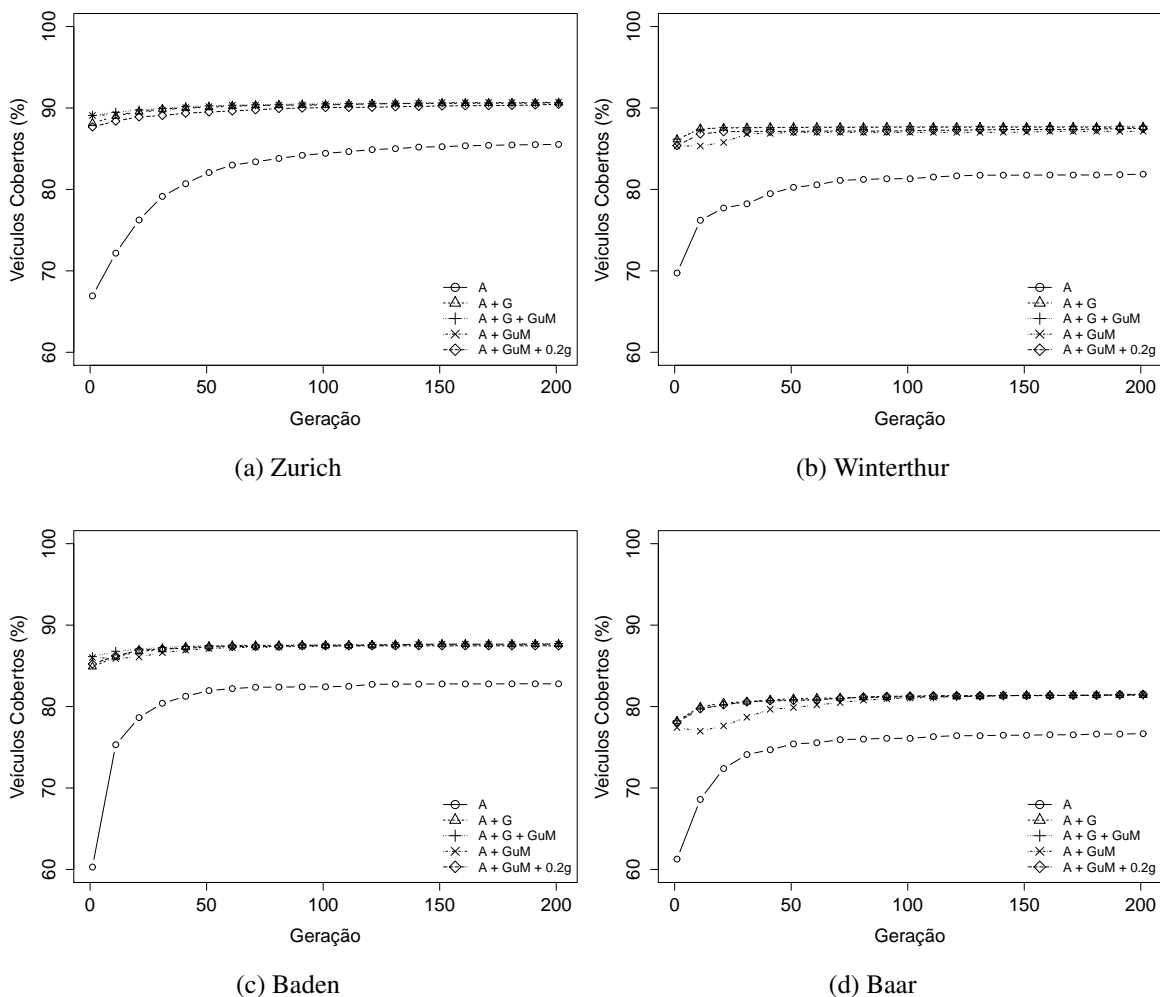 100
90
80
70
60
Veículos Cobertos (%)
0 50 100 150 200
Geração
A
A + G
A + G + GuM
A + GuM
A + GuM + 0.2g
(a) Zurich
100
90
80
70
60
Veículos Cobertos (%)
0 50 100 150 200
Geração
A
A + G
A + G + GuM
A + GuM
A + GuM + 0.2g
(b) Winterthur
100
90
80
70
60
Veículos Cobertos (%)
0 50 100 150 200
Geração
A
A + G
A + G + GuM
A + GuM
A + GuM + 0.2g
(c) Baden
100
90
80
70
60
Veículos Cobertos (%)
0 50 100 150 200
Geração
A
A + G
A + G + GuM
A + GuM
A + GuM + 0.2g
(d) Baar